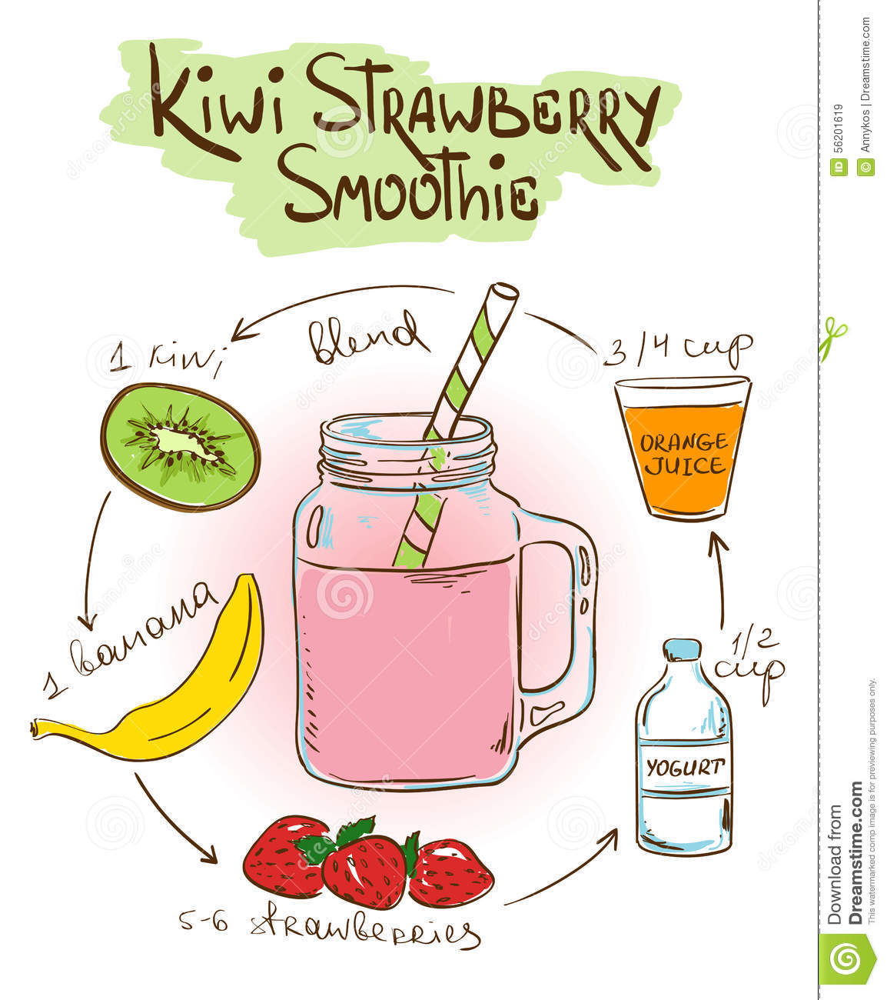 Kiwi Strawberry
Smoothie
blend
1 kiwi
3/4 cup
ORANGE
JUICE
1 banana
1/2
cup
YOGURT
5-6 strawberries
56201619
ID
© Annykos | Dreamstime.com
Download from
Dreamstime.com
This watermarked comp image is for previewing purposes only.
dreamstime